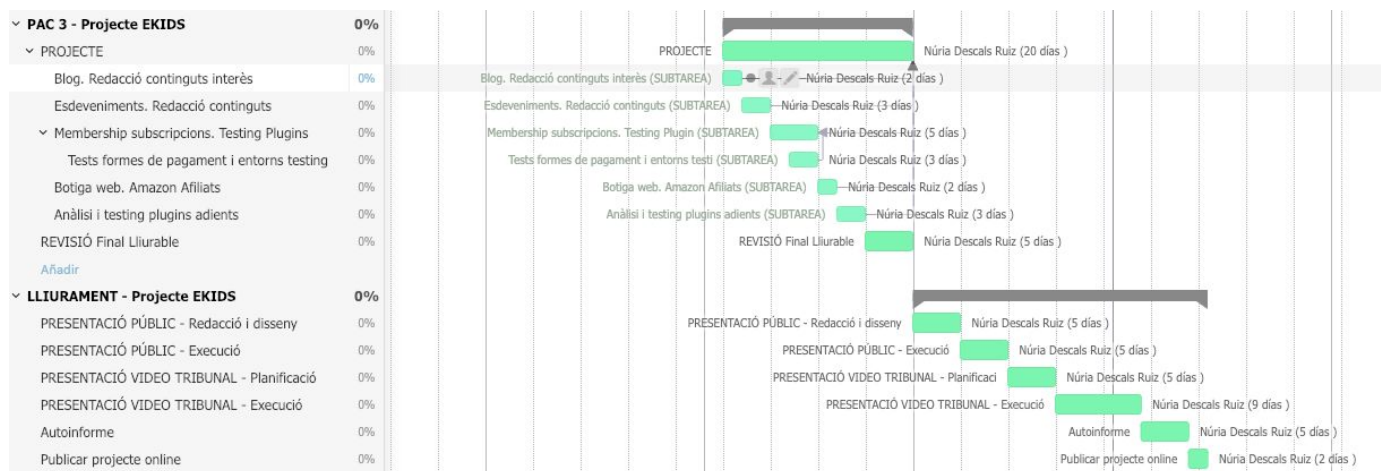 PAC 3 - Projecte EKIDS 0%
PROJECTE 0% PROJECTE Núria Descals Ruiz (20 días )
Blog. Redacció continguts interès 0% Blog. Redacció continguts interès (SUBTAREA) Núria Descals Ruiz (2 días )
Esdeveniments. Redacció continguts 0% Esdeveniments. Redacció continguts (SUBTAREA) Núria Descals Ruiz (3 días )
Membership subscripcions. Testing Plugins 0% Membership subscripcions. Testing Plugin (SUBTAREA) Núria Descals Ruiz (5 días )
Tests formes de pagament i entorns testing 0% Tests formes de pagament i entorns testi (SUBTAREA) Núria Descals Ruiz (3 días )
Botiga web. Amazon Afiliats 0% Botiga web. Amazon Afiliats (SUBTAREA) Núria Descals Ruiz (2 días )
Anàlisi i testing plugins adients 0% Anàlisi i testing plugins adients (SUBTAREA) Núria Descals Ruiz (3 días )
REVISIÓ Final Lliurable 0% REVISIÓ Final Lliurable Núria Descals Ruiz (5 días )
Añadir
LLIURAMENT - Projecte EKIDS 0%
PRESENTACIÓ PÚBLIC - Redacció i disseny 0% PRESENTACIÓ PÚBLIC - Redacció i disseny Núria Descals Ruiz (5 días )
PRESENTACIÓ PÚBLIC - Execució 0% PRESENTACIÓ PÚBLIC - Execució Núria Descals Ruiz (5 días )
PRESENTACIÓ VIDEO TRIBUNAL - Planificació 0% PRESENTACIÓ VIDEO TRIBUNAL - Planificaci Núria Descals Ruiz (5 días )
PRESENTACIÓ VIDEO TRIBUNAL - Execució 0% PRESENTACIÓ VIDEO TRIBUNAL - Execució Núria Descals Ruiz (9 días )
Autoinforme 0% Autoinforme Núria Descals Ruiz (5 días )
Publicar projecte online 0% Publicar projecte online Núria Descals Ruiz (2 días )